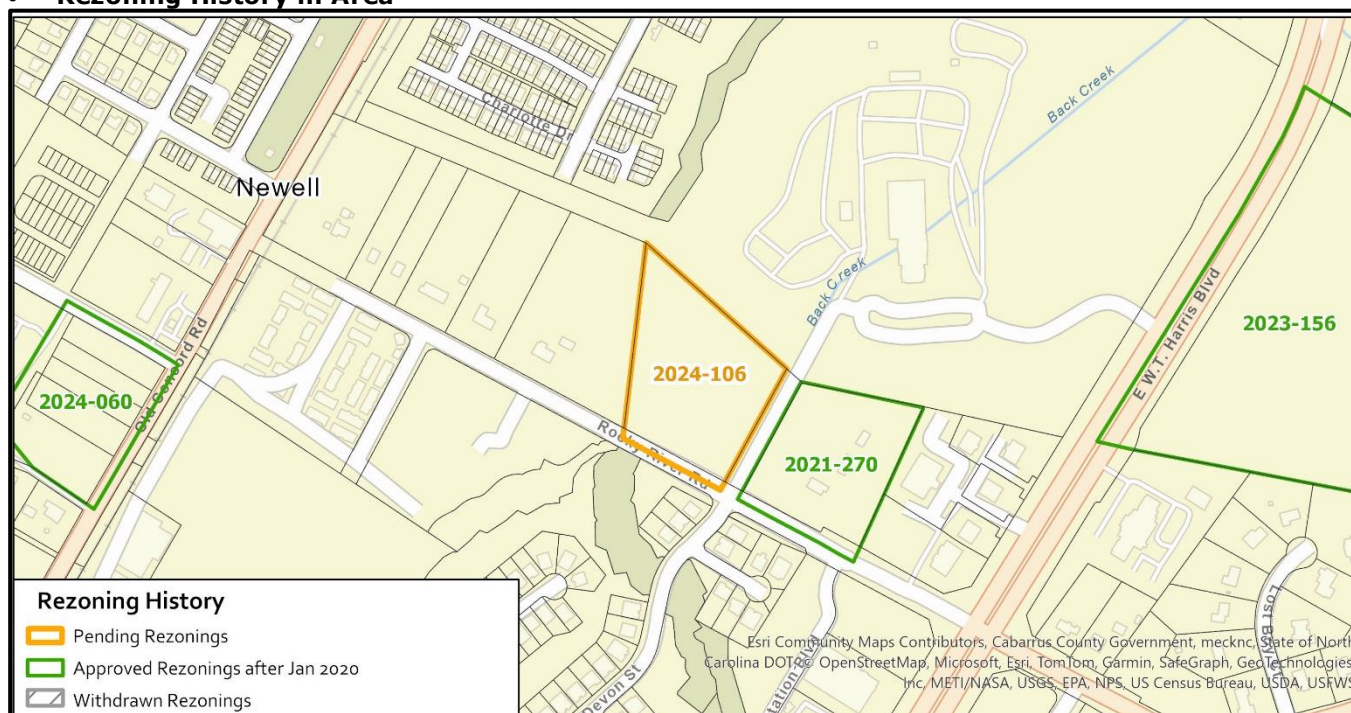 • Rezoning History in Area
Charlotte Dr
Newell
Back Creek
Back Creek
E W.T. Harris Blvd
2023-156
2024-106
Old Concord Rd
2024-060
Rocky River Rd
2021-270
Rezoning History
Pending Rezonings
Approved Rezonings after Jan 2020
Withdrawn Rezonings
Devon St
Station Blvd
Esri Community Maps Contributors, Cabarrus County Government, mecknc, State of North
Carolina DOT, © OpenStreetMap, Microsoft, Esri, TomTom, Garmin, SafeGraph, GeoTechnologies,
Inc, METI/NASA, USGS, EPA, NPS, US Census Bureau, USDA, USFWS